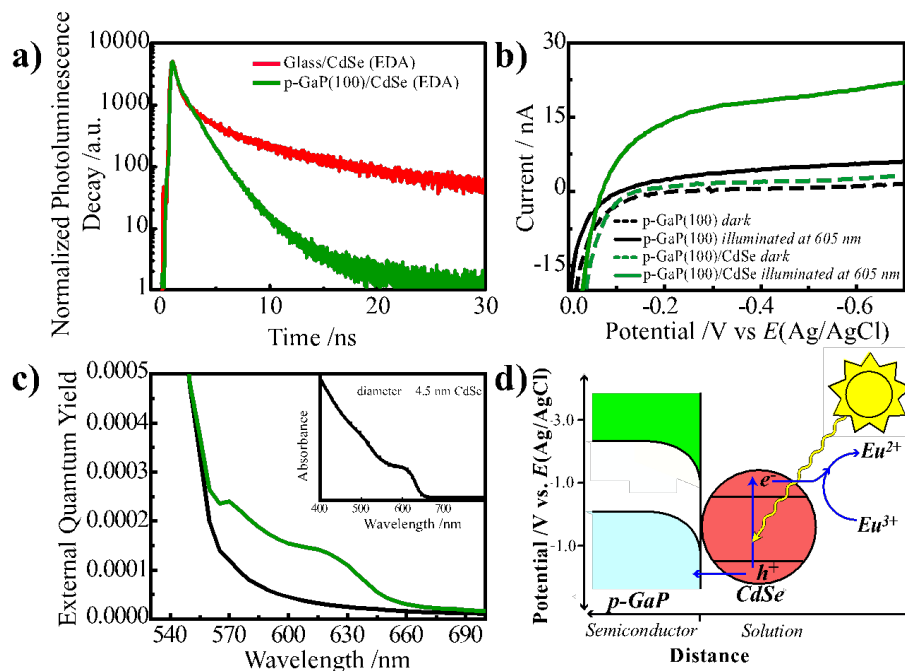 a)
Normalized Photoluminescence
Decay /a.u.
10000
1000
100
10
1
Glass/CdSe (EDA)
p-GaP(100)/CdSe (EDA)
10
20
30
Time /ns
b)
Current / nA
30
15
0
-15
p-GaP(100) dark
p-GaP(100) illuminated at 605 nm
p-GaP(100)/CdSe dark
p-GaP(100)/CdSe illuminated at 605 nm
0.0
-0.2
-0.4
-0.6
Potential /V vs E(Ag/AgCl)
c)
External Quantum Yield
0.0005
0.0004
0.0003
0.0002
0.0001
0.0000
540
570
600
630
660
690
Wavelength /nm
diameter 4.5 nm CdSe
Absorbance
400
500
600
700
Wavelength /nm
d)
Potential /V vs. E(Ag/AgCl)
-3.0
-1.0
-1.0
e-
Eu2+
Eu3+
h+
CdSe
p-GaP
Semiconductor
Solution
Distance